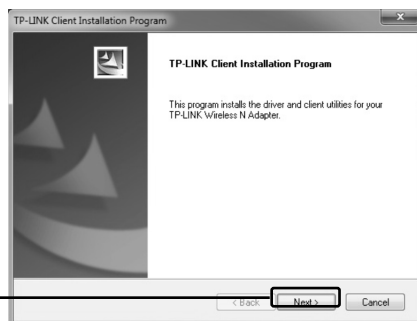 TP-LINK Client Installation Program
TP-LINK Client Installation Program
This program installs the driver and client utilities for your
TP-LINK Wireless N Adapter.
< Back Next > Cancel